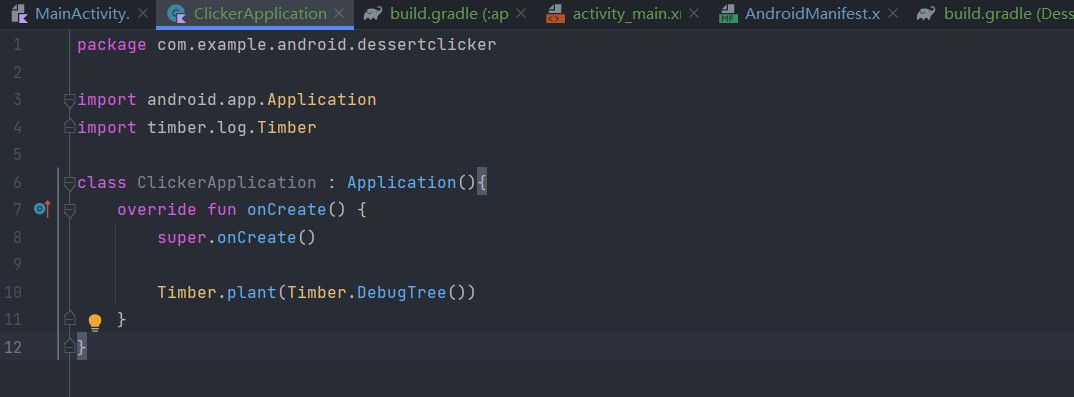 MainActivity. ClickerApplication build.gradle (:ap activity_main.x AndroidManifest.x build.gradle (Dess
1 package com.example.android.dessertclicker
2
3 import android.app.Application
4 import timber.log.Timber
5
6 class ClickerApplication : Application(){
7 override fun onCreate() {
8 super.onCreate()
9
10 Timber.plant(Timber.DebugTree())
11 }
12 }